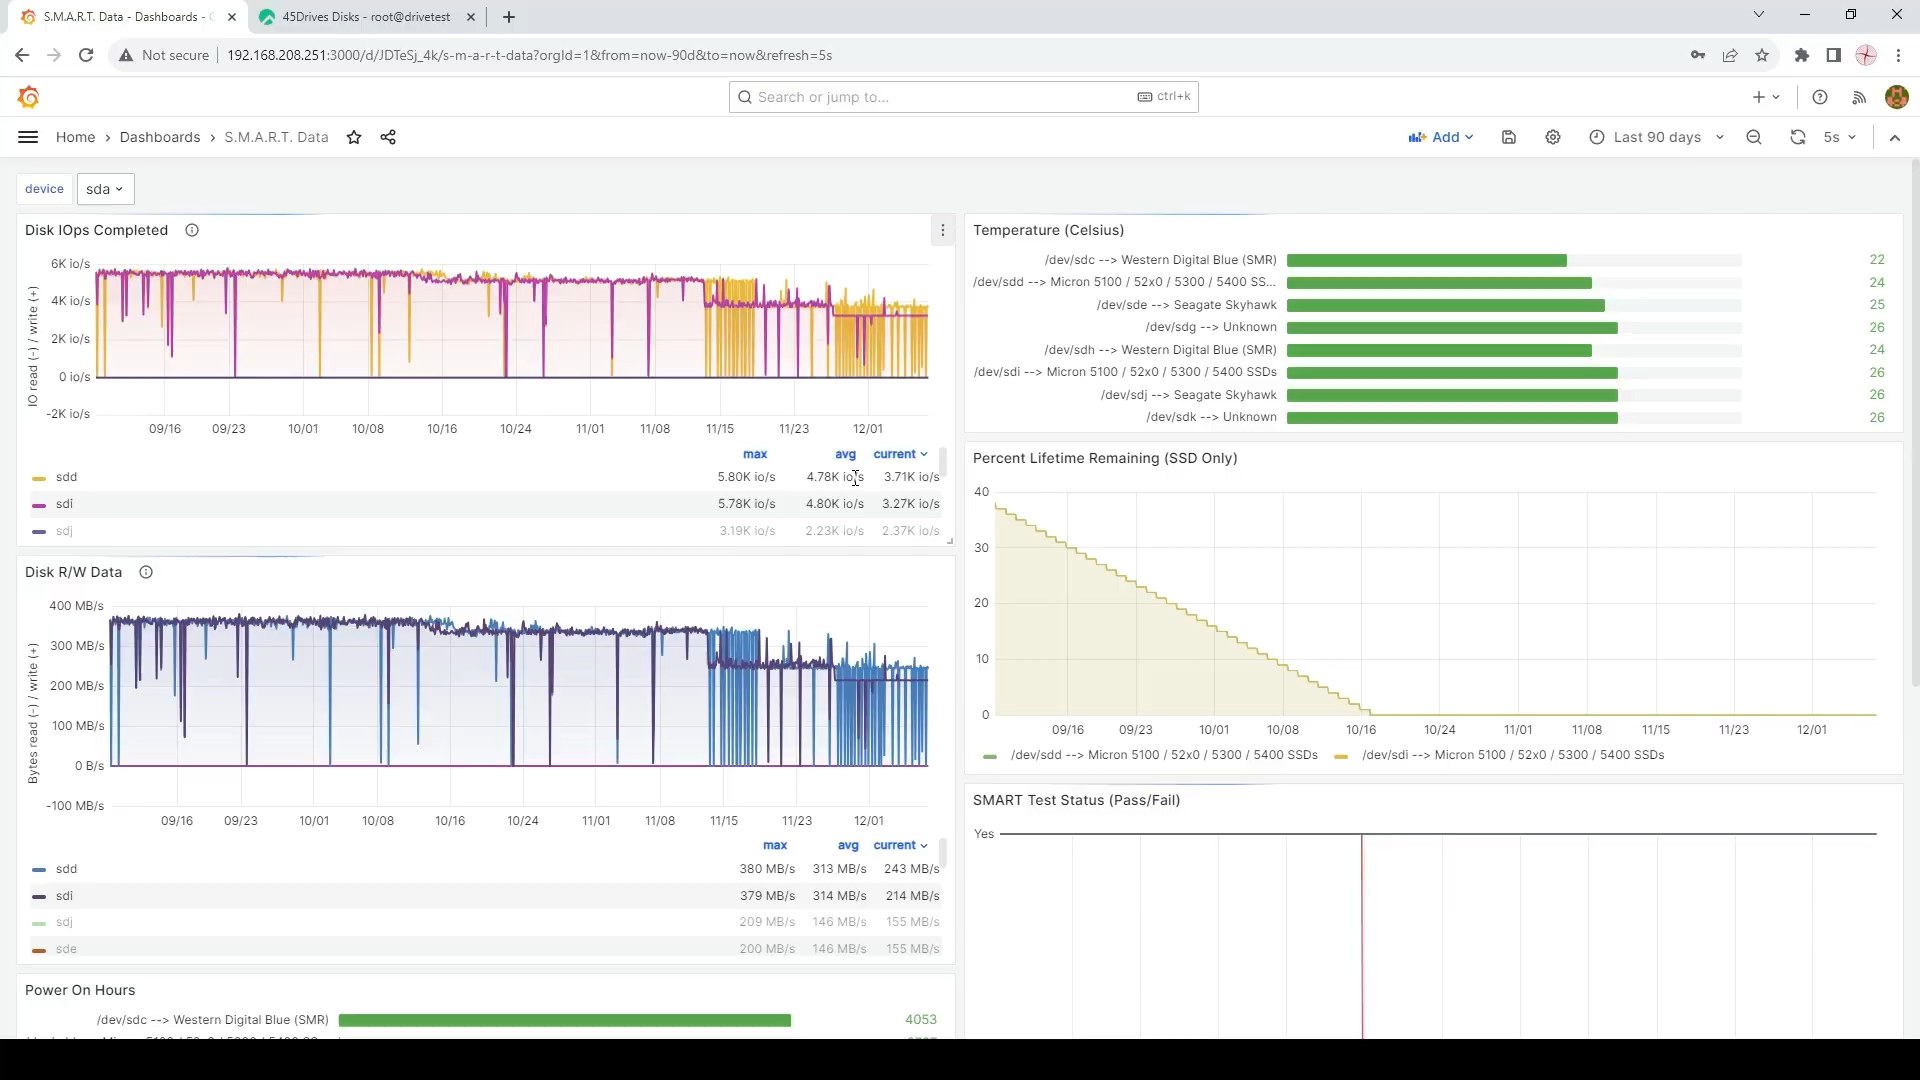 S.M.A.R.T. Data - Dashboards - G
45Drives Disks - root@drivetest
Not secure
192.168.208.251:3000/d/JDTeSj_4k/s-m-a-r-t-data?orgId=1&from=now-90d&to=now&refresh=5s
Search or jump to...
ctrl+k
Home › Dashboards › S.M.A.R.T. Data
Add
Last 90 days
5s
device
sda
Disk IOps Completed
IO read (-) / write (+)
6K io/s
4K io/s
2K io/s
0 io/s
-2K io/s
09/16 09/23 10/01 10/08 10/16 10/24 11/01 11/08 11/15 11/23 12/01
max avg current
sdd 5.80K io/s 4.78K io/s 3.71K io/s
sdi 5.78K io/s 4.80K io/s 3.27K io/s
sdj 3.19K io/s 2.23K io/s 2.37K io/s
Disk R/W Data
Bytes read (-) / write (+)
400 MB/s
300 MB/s
200 MB/s
100 MB/s
0 B/s
-100 MB/s
09/16 09/23 10/01 10/08 10/16 10/24 11/01 11/08 11/15 11/23 12/01
max avg current
sdd 380 MB/s 313 MB/s 243 MB/s
sdi 379 MB/s 314 MB/s 214 MB/s
sdj 209 MB/s 146 MB/s 155 MB/s
sde 200 MB/s 146 MB/s 155 MB/s
Power On Hours
/dev/sdc --> Western Digital Blue (SMR) 4053
Temperature (Celsius)
/dev/sdc --> Western Digital Blue (SMR) 22
/dev/sdd --> Micron 5100 / 52x0 / 5300 / 5400 SS... 24
/dev/sde --> Seagate Skyhawk 25
/dev/sdg --> Unknown 26
/dev/sdh --> Western Digital Blue (SMR) 24
/dev/sdi --> Micron 5100 / 52x0 / 5300 / 5400 SSDs 26
/dev/sdj --> Seagate Skyhawk 26
/dev/sdk --> Unknown 26
Percent Lifetime Remaining (SSD Only)
40
30
20
10
0
09/16 09/23 10/01 10/08 10/16 10/24 11/01 11/08 11/15 11/23 12/01
/dev/sdd --> Micron 5100 / 52x0 / 5300 / 5400 SSDs /dev/sdi --> Micron 5100 / 52x0 / 5300 / 5400 SSDs
SMART Test Status (Pass/Fail)
Yes